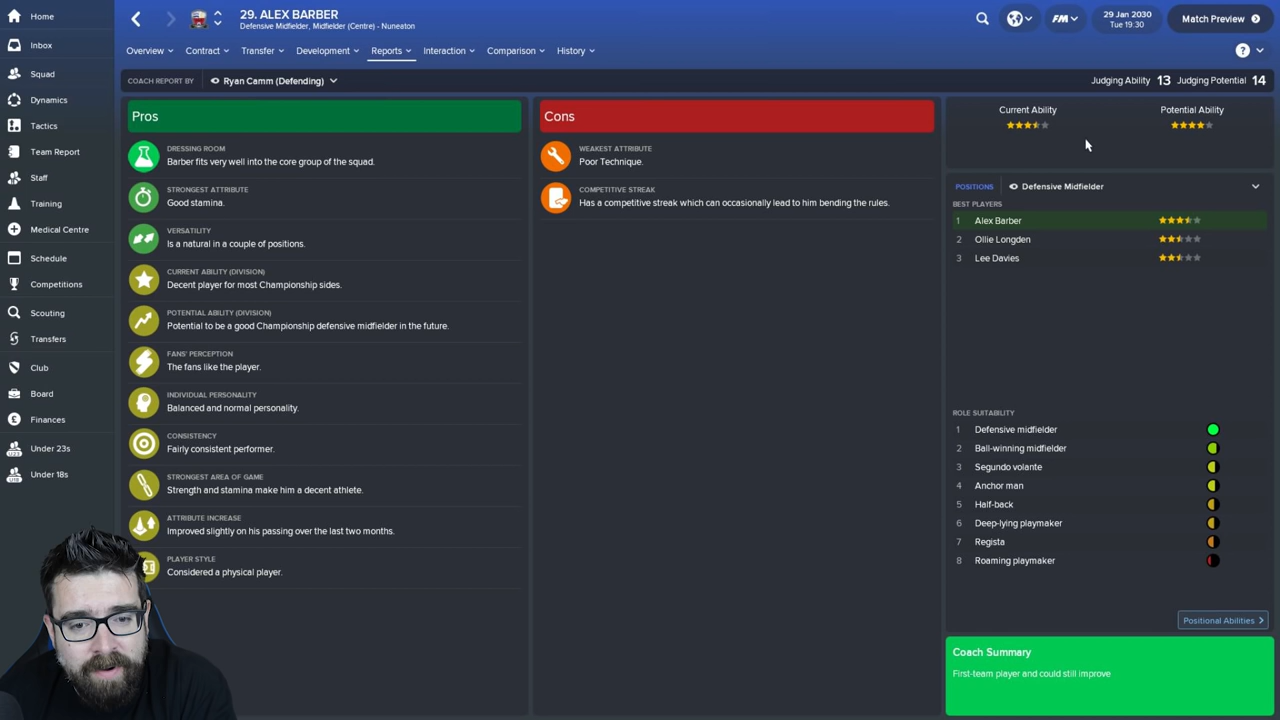 29. ALEX BARBER
Defensive Midfielder, Midfielder (Centre) - Nuneaton
FM
29 Jan 2030
Tue 19:30
Match Preview
Home
Inbox
Squad
Dynamics
Tactics
Team Report
Staff
Training
Medical Centre
Schedule
Competitions
Scouting
Transfers
Club
Board
Finances
Under 23s
Under 18s
Overview
Contract
Transfer
Development
Reports
Interaction
Comparison
History
?
COACH REPORT BY Ryan Camm (Defending)
Judging Ability 13 Judging Potential 14
Pros
DRESSING ROOM
Barber fits very well into the core group of the squad.
STRONGEST ATTRIBUTE
Good stamina.
VERSATILITY
Is a natural in a couple of positions.
CURRENT ABILITY (DIVISION)
Decent player for most Championship sides.
POTENTIAL ABILITY (DIVISION)
Potential to be a good Championship defensive midfielder in the future.
FANS' PERCEPTION
The fans like the player.
INDIVIDUAL PERSONALITY
Balanced and normal personality.
CONSISTENCY
Fairly consistent performer.
STRONGEST AREA OF GAME
Strength and stamina make him a decent athlete.
ATTRIBUTE INCREASE
Improved slightly on his passing over the last two months.
PLAYER STYLE
Considered a physical player.
Cons
WEAKEST ATTRIBUTE
Poor Technique.
COMPETITIVE STREAK
Has a competitive streak which can occasionally lead to him bending the rules.
Current Ability
Potential Ability
POSITIONS Defensive Midfielder
BEST PLAYERS
1 Alex Barber
2 Ollie Longden
3 Lee Davies
ROLE SUITABILITY
1 Defensive midfielder
2 Ball-winning midfielder
3 Segundo volante
4 Anchor man
5 Half-back
6 Deep-lying playmaker
7 Regista
8 Roaming playmaker
Positional Abilities
Coach Summary
First-team player and could still improve